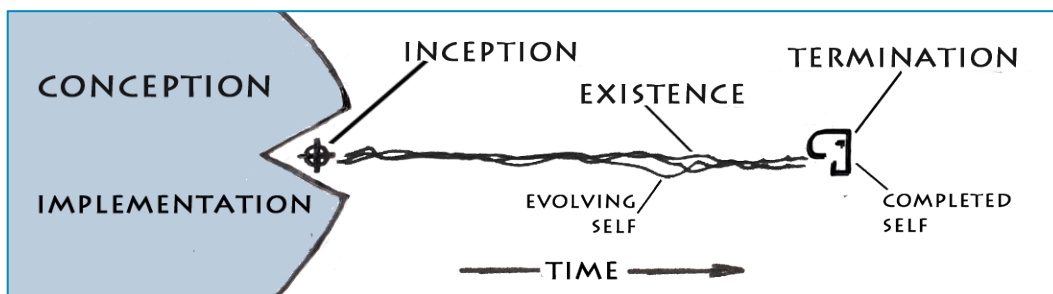 CONCEPTION
IMPLEMENTATION
INCEPTION
EXISTENCE
EVOLVING
SELF
TERMINATION
COMPLETED
SELF
TIME